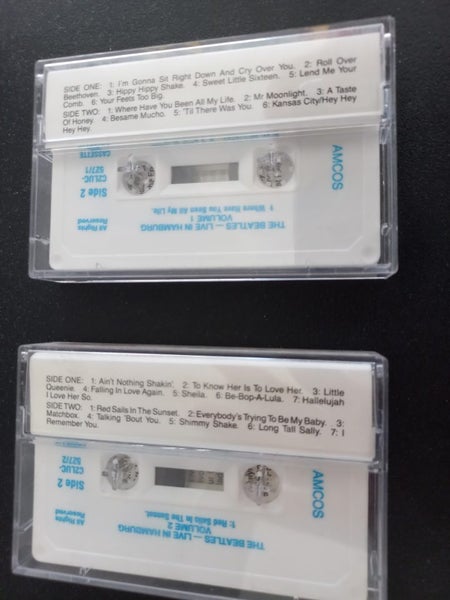 SIDE ONE: 1: I'm Gonna Sit Right Down And Cry Over You. 2: Roll Over
Beethoven. 3: Hippy Hippy Shake. 4: Sweet Little Sixteen. 5: Lend Me Your
Comb. 6: Your Feets Too Big.
SIDE TWO: 1: Where Have You Been All My Life. 2: Mr Moonlight. 3: A Taste
Of Honey. 4: Besame Mucho. 5: 'Til There Was You. 6: Kansas City/Hey Hey
Hey Hey.
AMCOS
CASSETTE
C2LUC-
527/1
Side 2
All Rights
Reserved
THE BEATLES — LIVE IN HAMBURG
VOLUME 1
1: Where Have You Been All My Life.
SIDE ONE: 1: Ain't Nothing Shakin'. 2: To Know Her Is To Love Her. 3: Little
Queenie. 4: Falling In Love Again. 5: Sheila. 6: Be-Bop-A-Lula. 7: Hallelujah
I Love Her So.
SIDE TWO: 1: Red Sails In The Sunset. 2: Everybody's Trying To Be My Baby. 3:
Matchbox. 4: Talking 'Bout You. 5: Shimmy Shake. 6: Long Tall Sally. 7: I
Remember You.
AMCOS
C2LUC-
527/2
Side 2
All Rights
Reserved
THE BEATLES — LIVE IN HAMBURG
VOLUME 2
1: Red Sails In The Sunset.